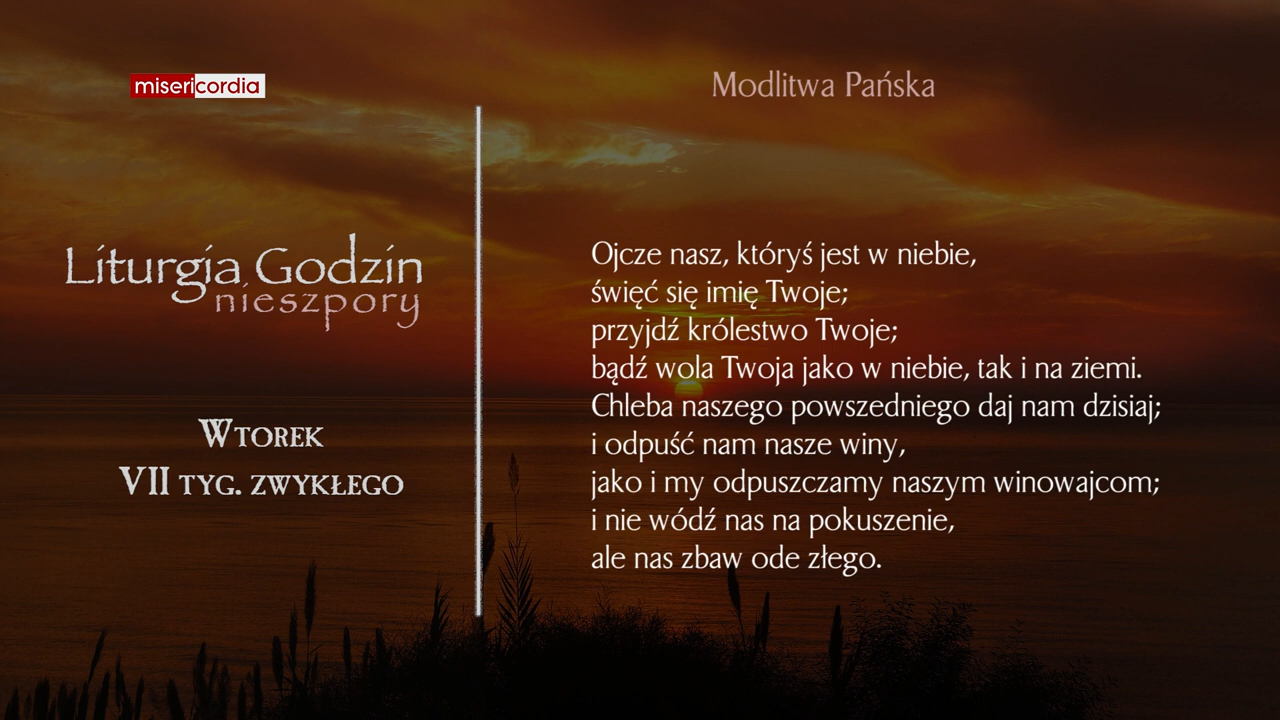 misericordia
Modlitwa Pańska
Liturgia Godzin
nieszpory
Wtorek
VII tyg. zwykłego
Ojcze nasz, któryś jest w niebie,
święć się imię Twoje;
przyjdź królestwo Twoje;
bądź wola Twoja jako w niebie, tak i na ziemi.
Chleba naszego powszedniego daj nam dzisiaj;
i odpuść nam nasze winy,
jako i my odpuszczamy naszym winowajcom;
i nie wódź nas na pokuszenie,
ale nas zbaw ode złego.